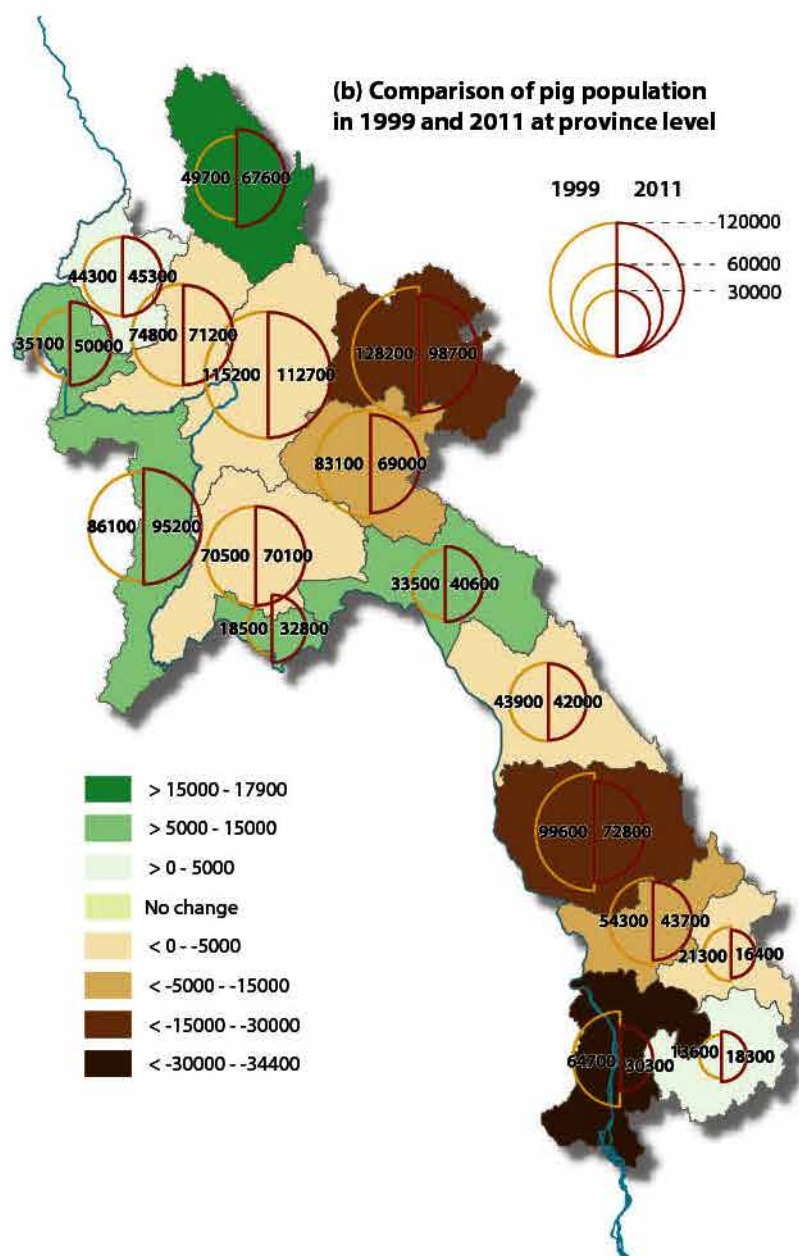 (b) Comparison of pig population
in 1999 and 2011 at province level
1999 2011
120000
60000
30000
49700 67600
44300 45300
35100 50000
74800 71200
115200 112700
128200 98700
83100 69000
86100 95200
70500 70100
33500 40600
18500 32800
43900 42000
99600 72800
54300 43700
21300 16400
64700 30300
13600 18300
> 15000 - 17900
> 5000 - 15000
> 0 - 5000
No change
< 0 - -5000
< -5000 - -15000
< -15000 - -30000
< -30000 - -34400